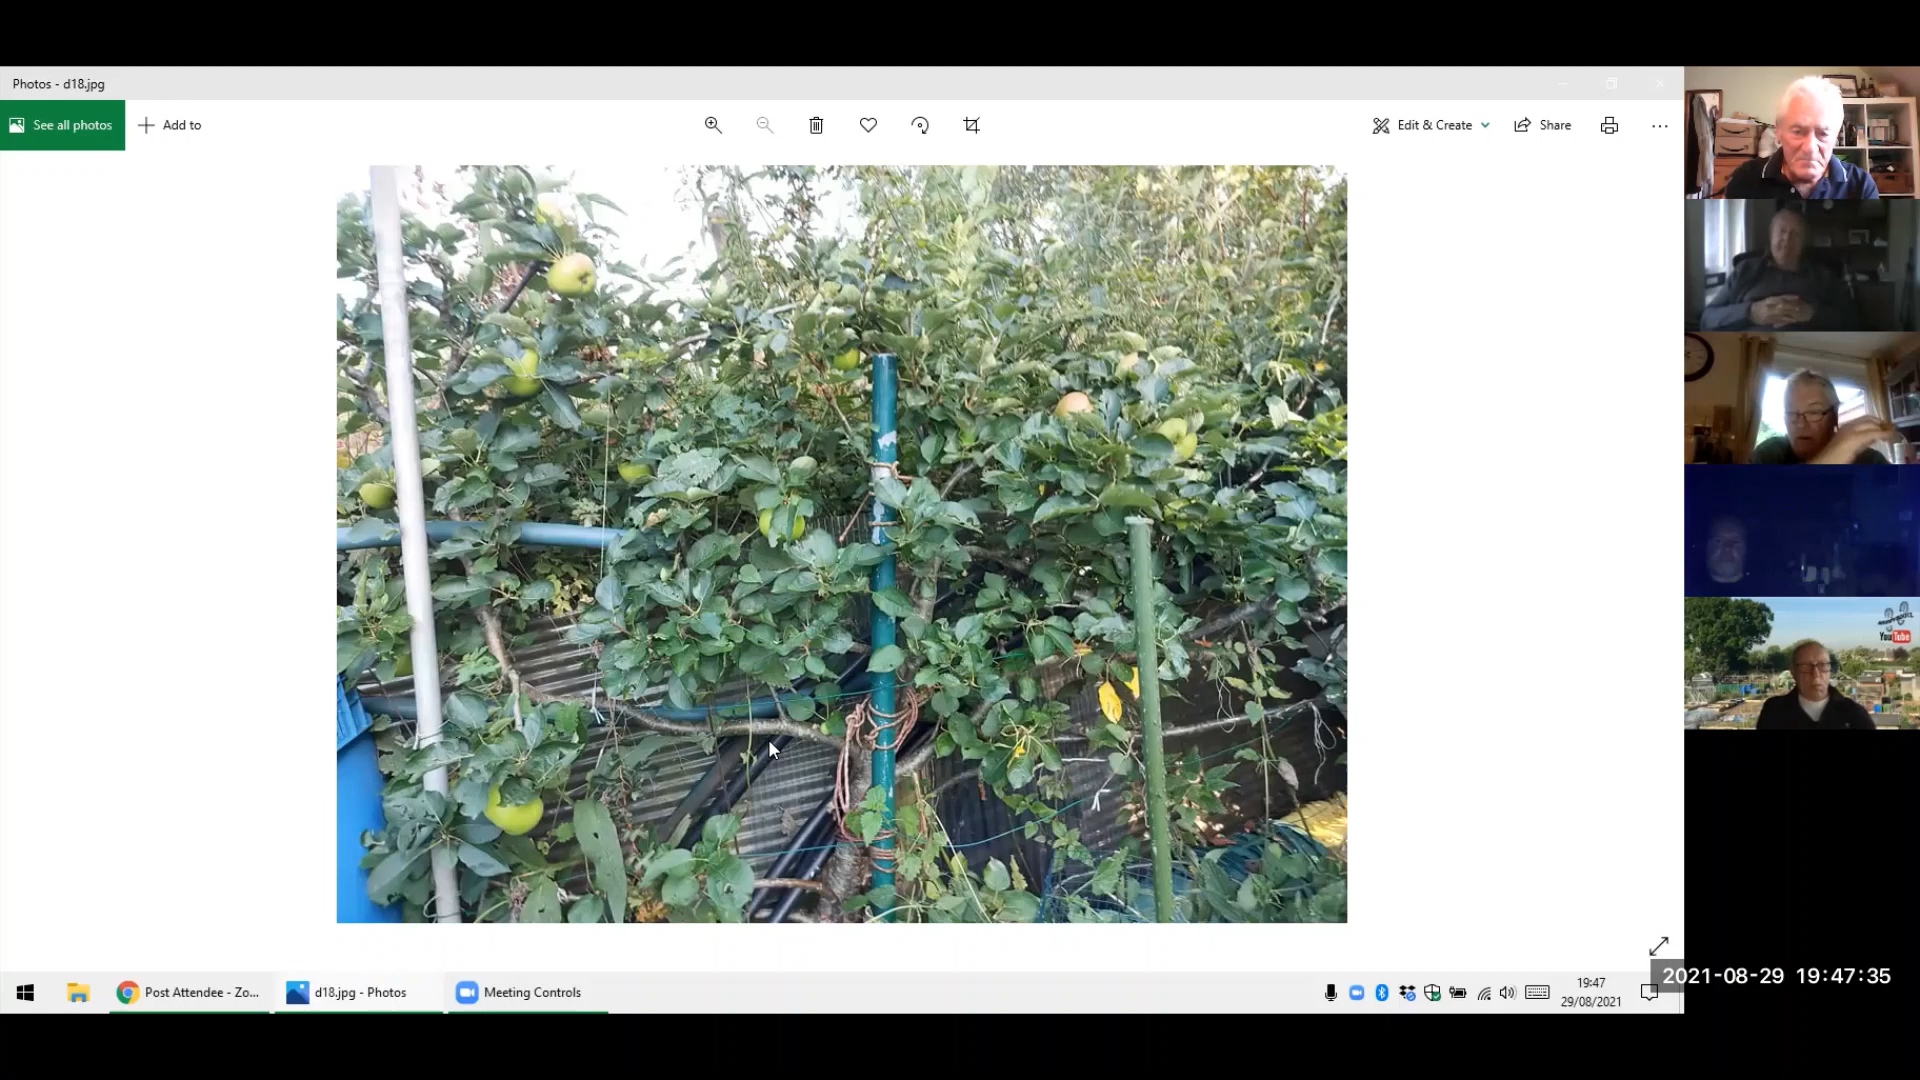 Photos - d18.jpg
See all photos
Add to
Edit & Create
Share
YouTube
Post Attendee - Zo...
d18.jpg - Photos
Meeting Controls
19:47
29/08/2021
2021-08-29 19:47:35